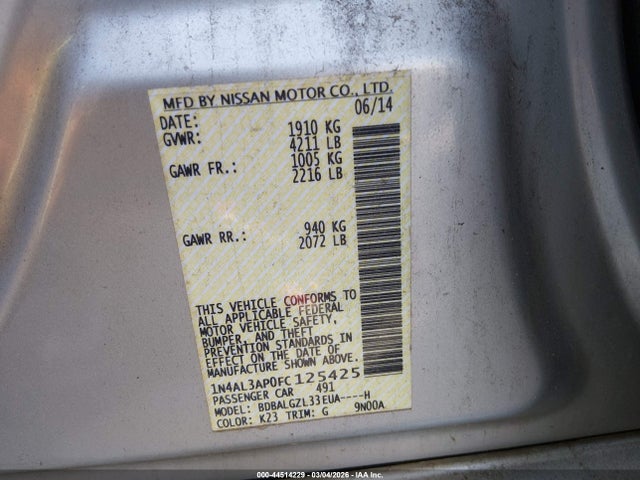 MFD BY NISSAN MOTOR CO., LTD.
DATE: 06/14
GVWR: 1910 KG
4211 LB
GAWR FR.: 1005 KG
2216 LB
GAWR RR.: 940 KG
2072 LB
THIS VEHICLE CONFORMS TO
ALL APPLICABLE FEDERAL
MOTOR VEHICLE SAFETY,
BUMPER, AND THEFT
PREVENTION STANDARDS IN
EFFECT ON THE DATE OF
MANUFACTURE SHOWN ABOVE.
1N4AL3AP0FC125425
PASSENGER CAR 491
MODEL: BDBALGZL33EUA----H
COLOR: K23 TRIM: G 9N00A
000-44514229 - 03/04/2026 - IAA Inc.